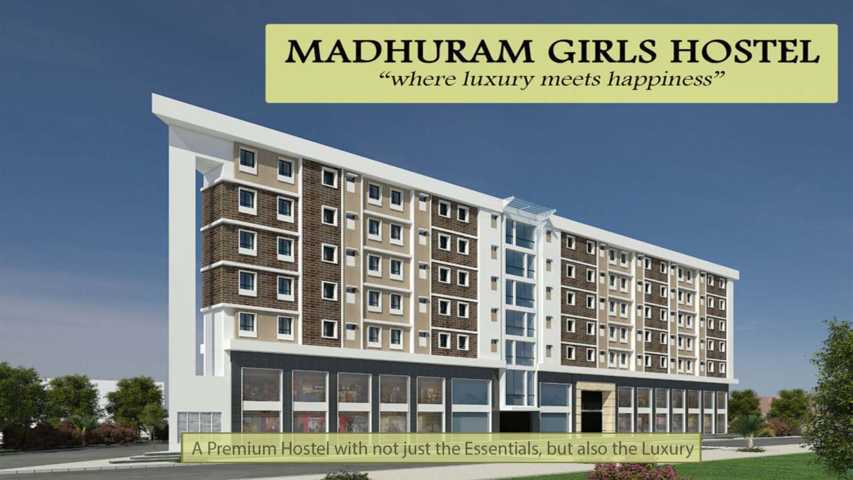 MADHURAM GIRLS HOSTEL
“where luxury meets happiness”
A Premium Hostel with not just the Essentials, but also the Luxury